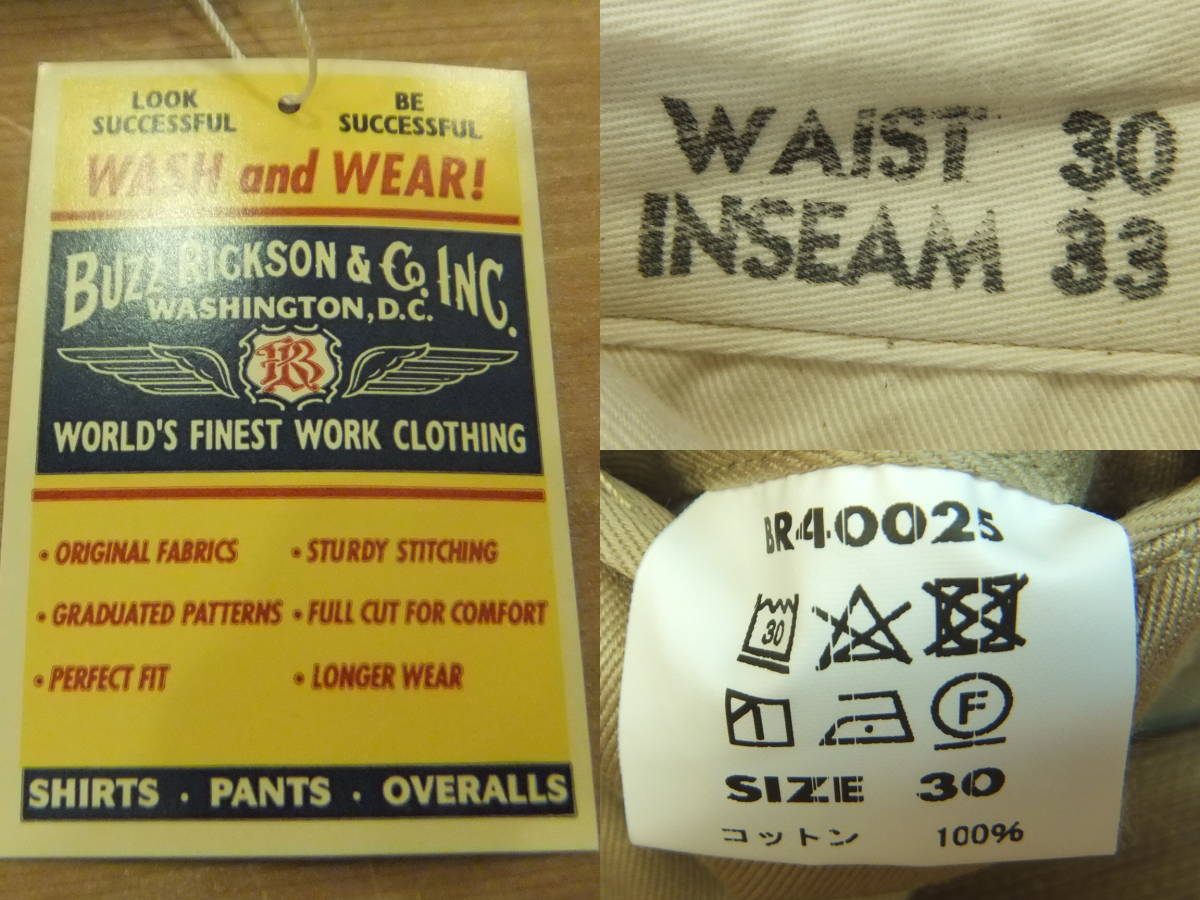 LOOK SUCCESSFUL
BE SUCCESSFUL
WASH and WEAR!
BUZZ RICKSON & Co. INC.
WASHINGTON, D.C.
BR
WORLD'S FINEST WORK CLOTHING
• ORIGINAL FABRICS • STURDY STITCHING
• GRADUATED PATTERNS • FULL CUT FOR COMFORT
• PERFECT FIT • LONGER WEAR
SHIRTS · PANTS · OVERALLS
WAIST 30
INSEAM 33
BR40025
30
F
SIZE 30
コットン 100%